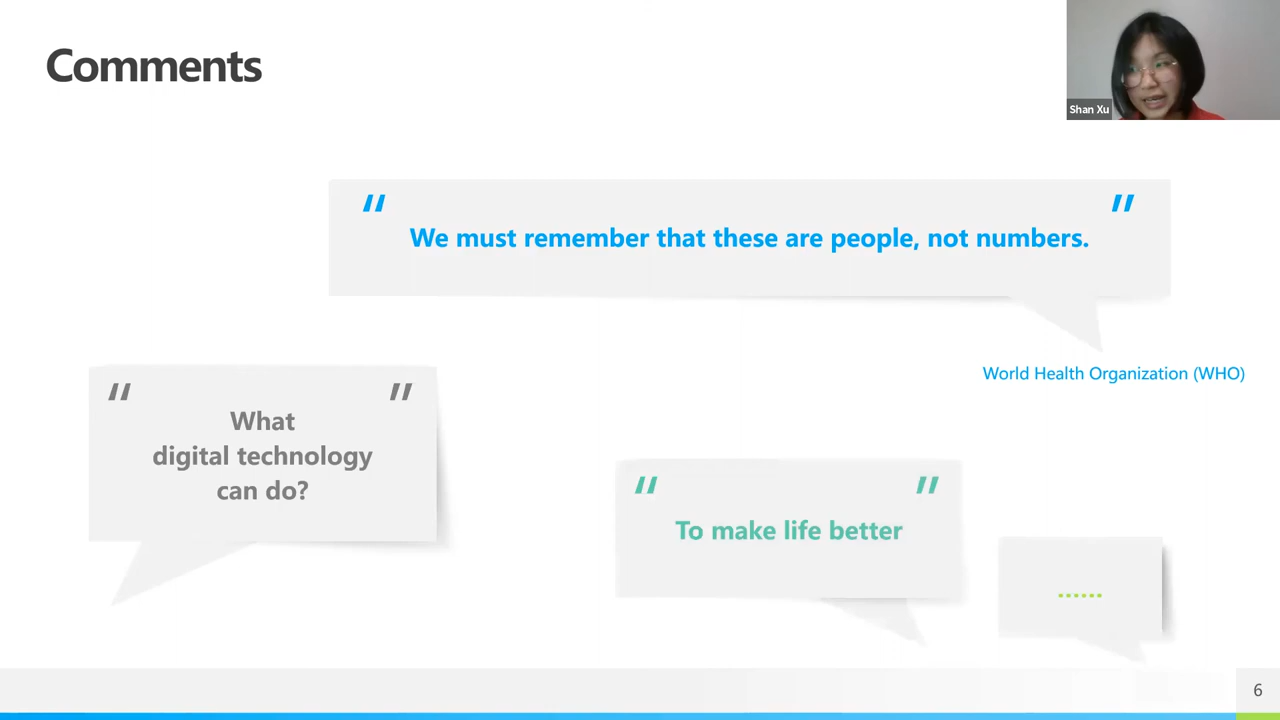 Comments
Shan Xu
" "
We must remember that these are people, not numbers.
World Health Organization (WHO)
" "
What
digital technology
can do?
" "
To make life better
......
6